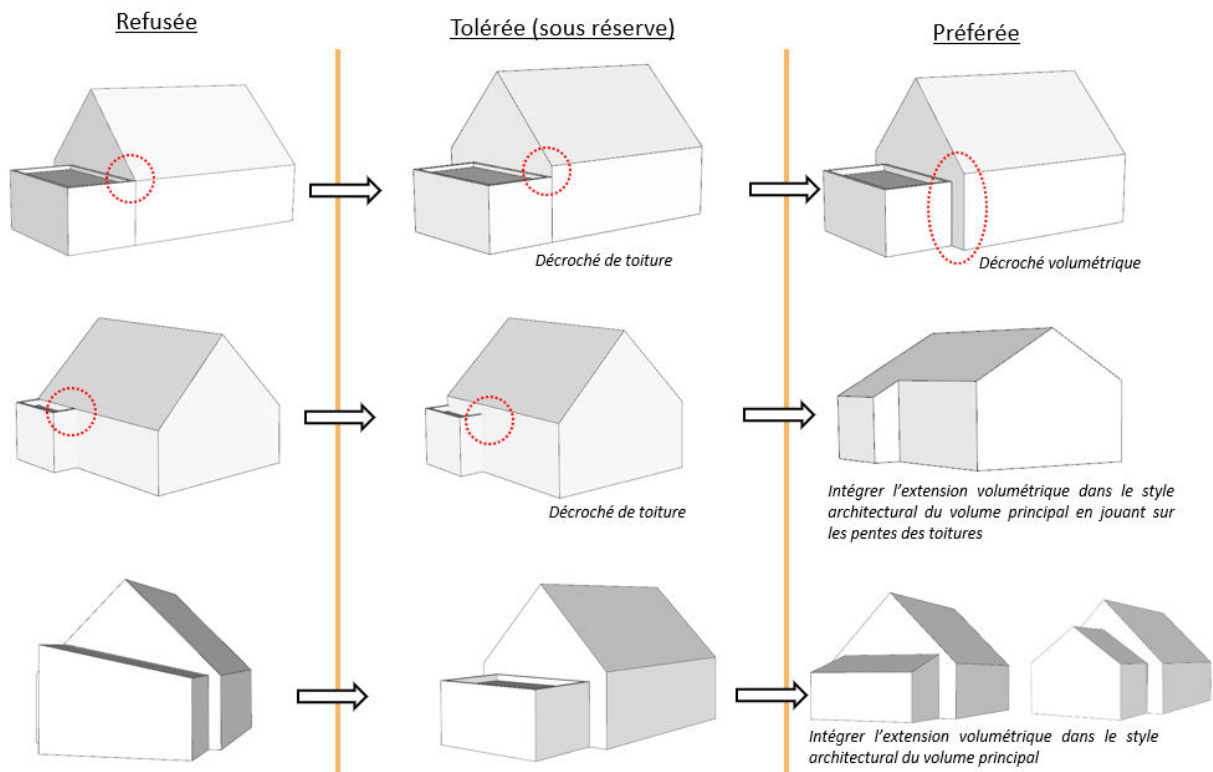 Refusée
Tolérée (sous réserve)
Préférée
Décroché de toiture
Décroché volumétrique
Décroché de toiture
Intégrer l’extension volumétrique dans le style
architectural du volume principal en jouant sur
les pentes des toitures
Intégrer l’extension volumétrique dans le style
architectural du volume principal